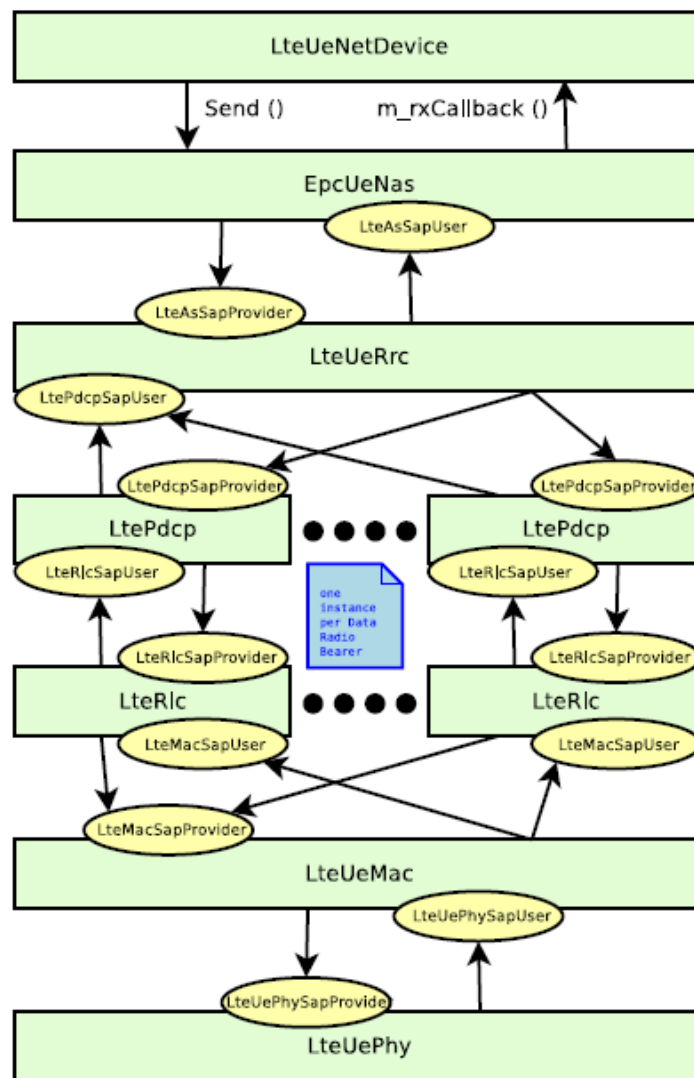 LteUeNetDevice
Send ()
m_rxCallback ()
EpcUeNas
LteAsSapUser
LteAsSapProvider
LteUeRrc
LtePdcpSapUser
LtePdcpSapProvider
LtePdcpSapProvider
LtePdcp
LtePdcp
LteRlcSapUser
LteRlcSapUser
one
instance
per Data
Radio
Bearer
LteRlcSapProvider
LteRlcSapProvider
LteRlc
LteRlc
LteMacSapUser
LteMacSapUser
LteMacSapProvider
LteUeMac
LteUePhySapUser
LteUePhySapProvider
LteUePhy